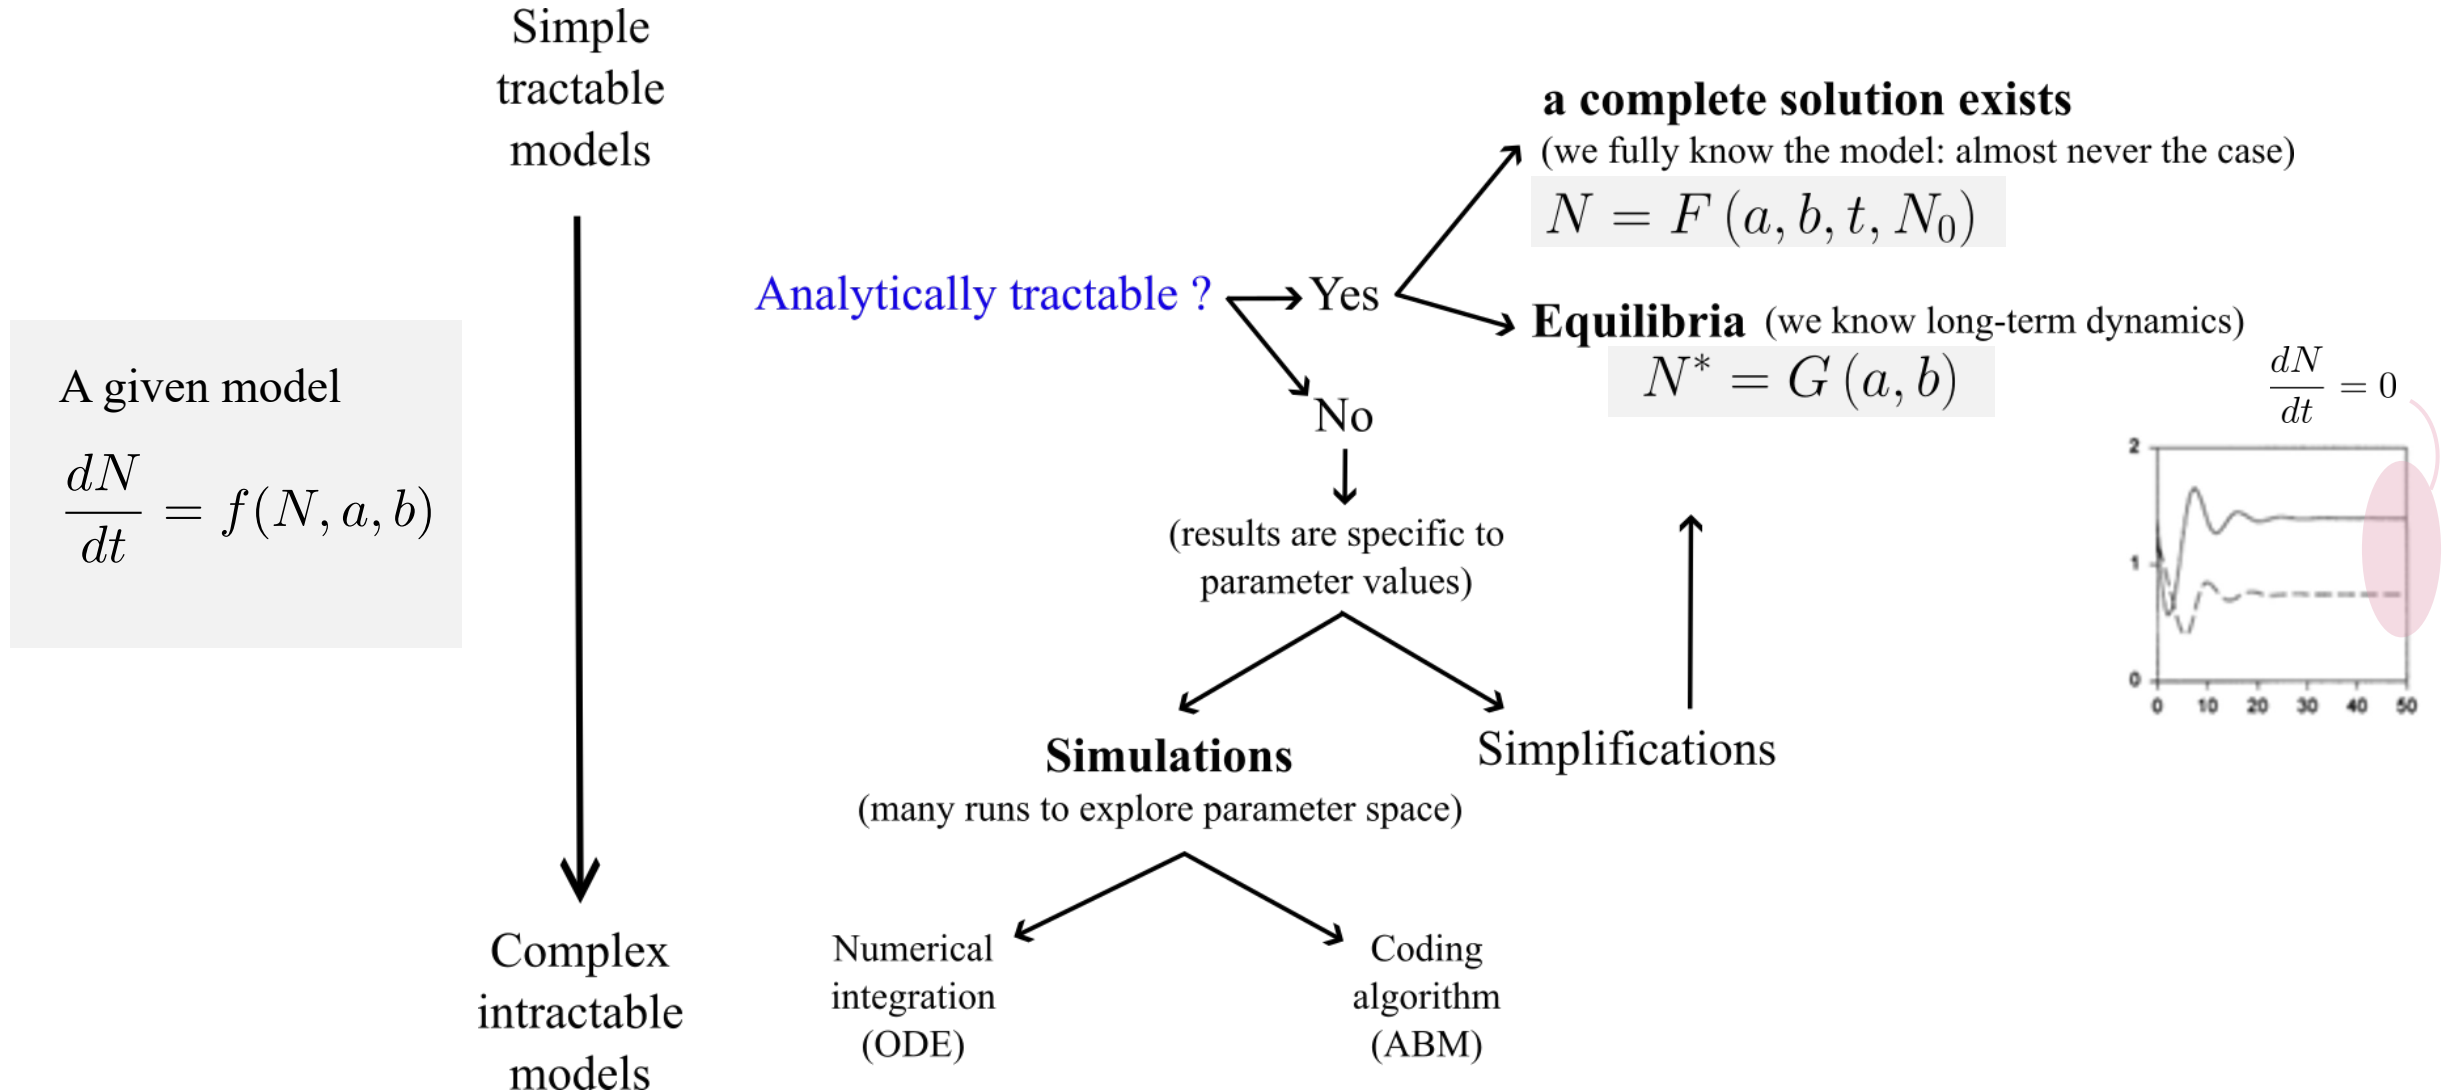 Simple
tractable
models
A given model
dN/dt = f(N, a, b)
Complex
intractable
models
Analytically tractable ?
Yes
a complete solution exists
(we fully know the model: almost never the case)
N = F (a, b, t, N₀)
Equilibria (we know long-term dynamics)
N* = G (a, b)
No
(results are specific to
parameter values)
Simulations
(many runs to explore parameter space)
Simplifications
Numerical
integration
(ODE)
Coding
algorithm
(ABM)
dN/dt = 0
2
1
0
0 10 20 30 40 50